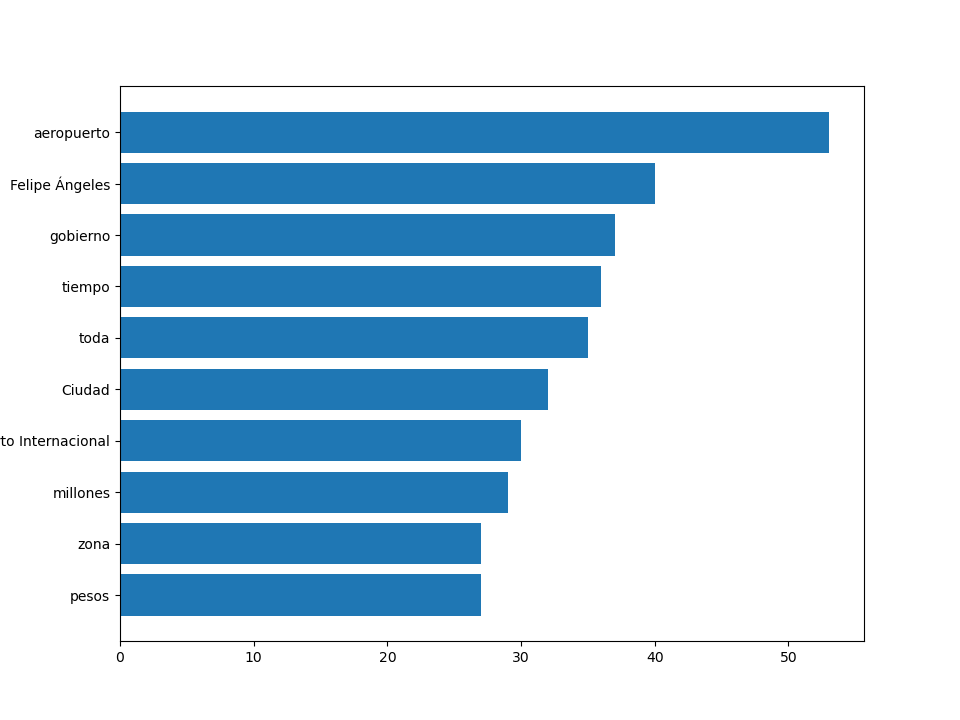 aeropuerto
Felipe Ángeles
gobierno
tiempo
toda
Ciudad
to Internacional
millones
zona
pesos
0 10 20 30 40 50